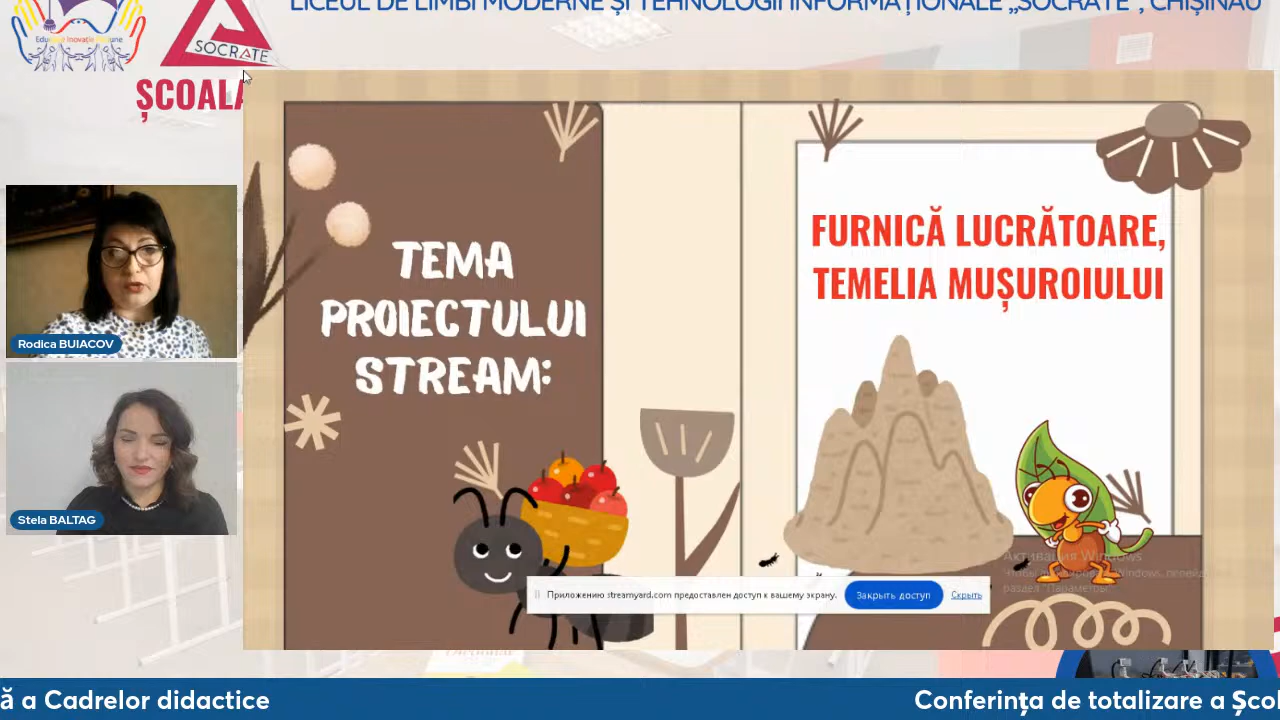 LICEUL DE LIMBI MODERNE ȘI TEHNOLOGII INFORMAȚIONALE „SOCRATE”, CHIȘINĂU
SOCRATE
ȘCOALA
TEMA
PROIECTULUI
STREAM:
FURNICĂ LUCRĂTOARE,
TEMELIA MUȘUROIULUI
Rodica BUIACOV
Stela BALTAG
Активация Windows
Приложению streamyard.com предоставлен доступ к вашему экрану.
Закрыть доступ
Скрыть
ă a Cadrelor didactice
Conferința de totalizare a Școl